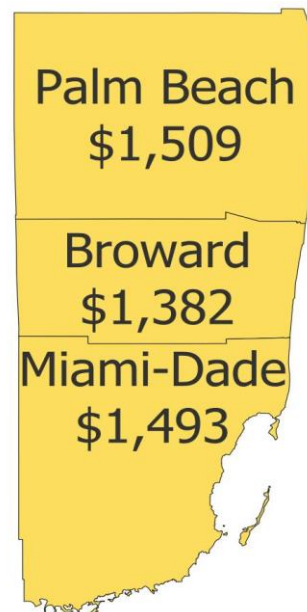 Palm Beach
$1,509
Broward
$1,382
Miami-Dade
$1,493